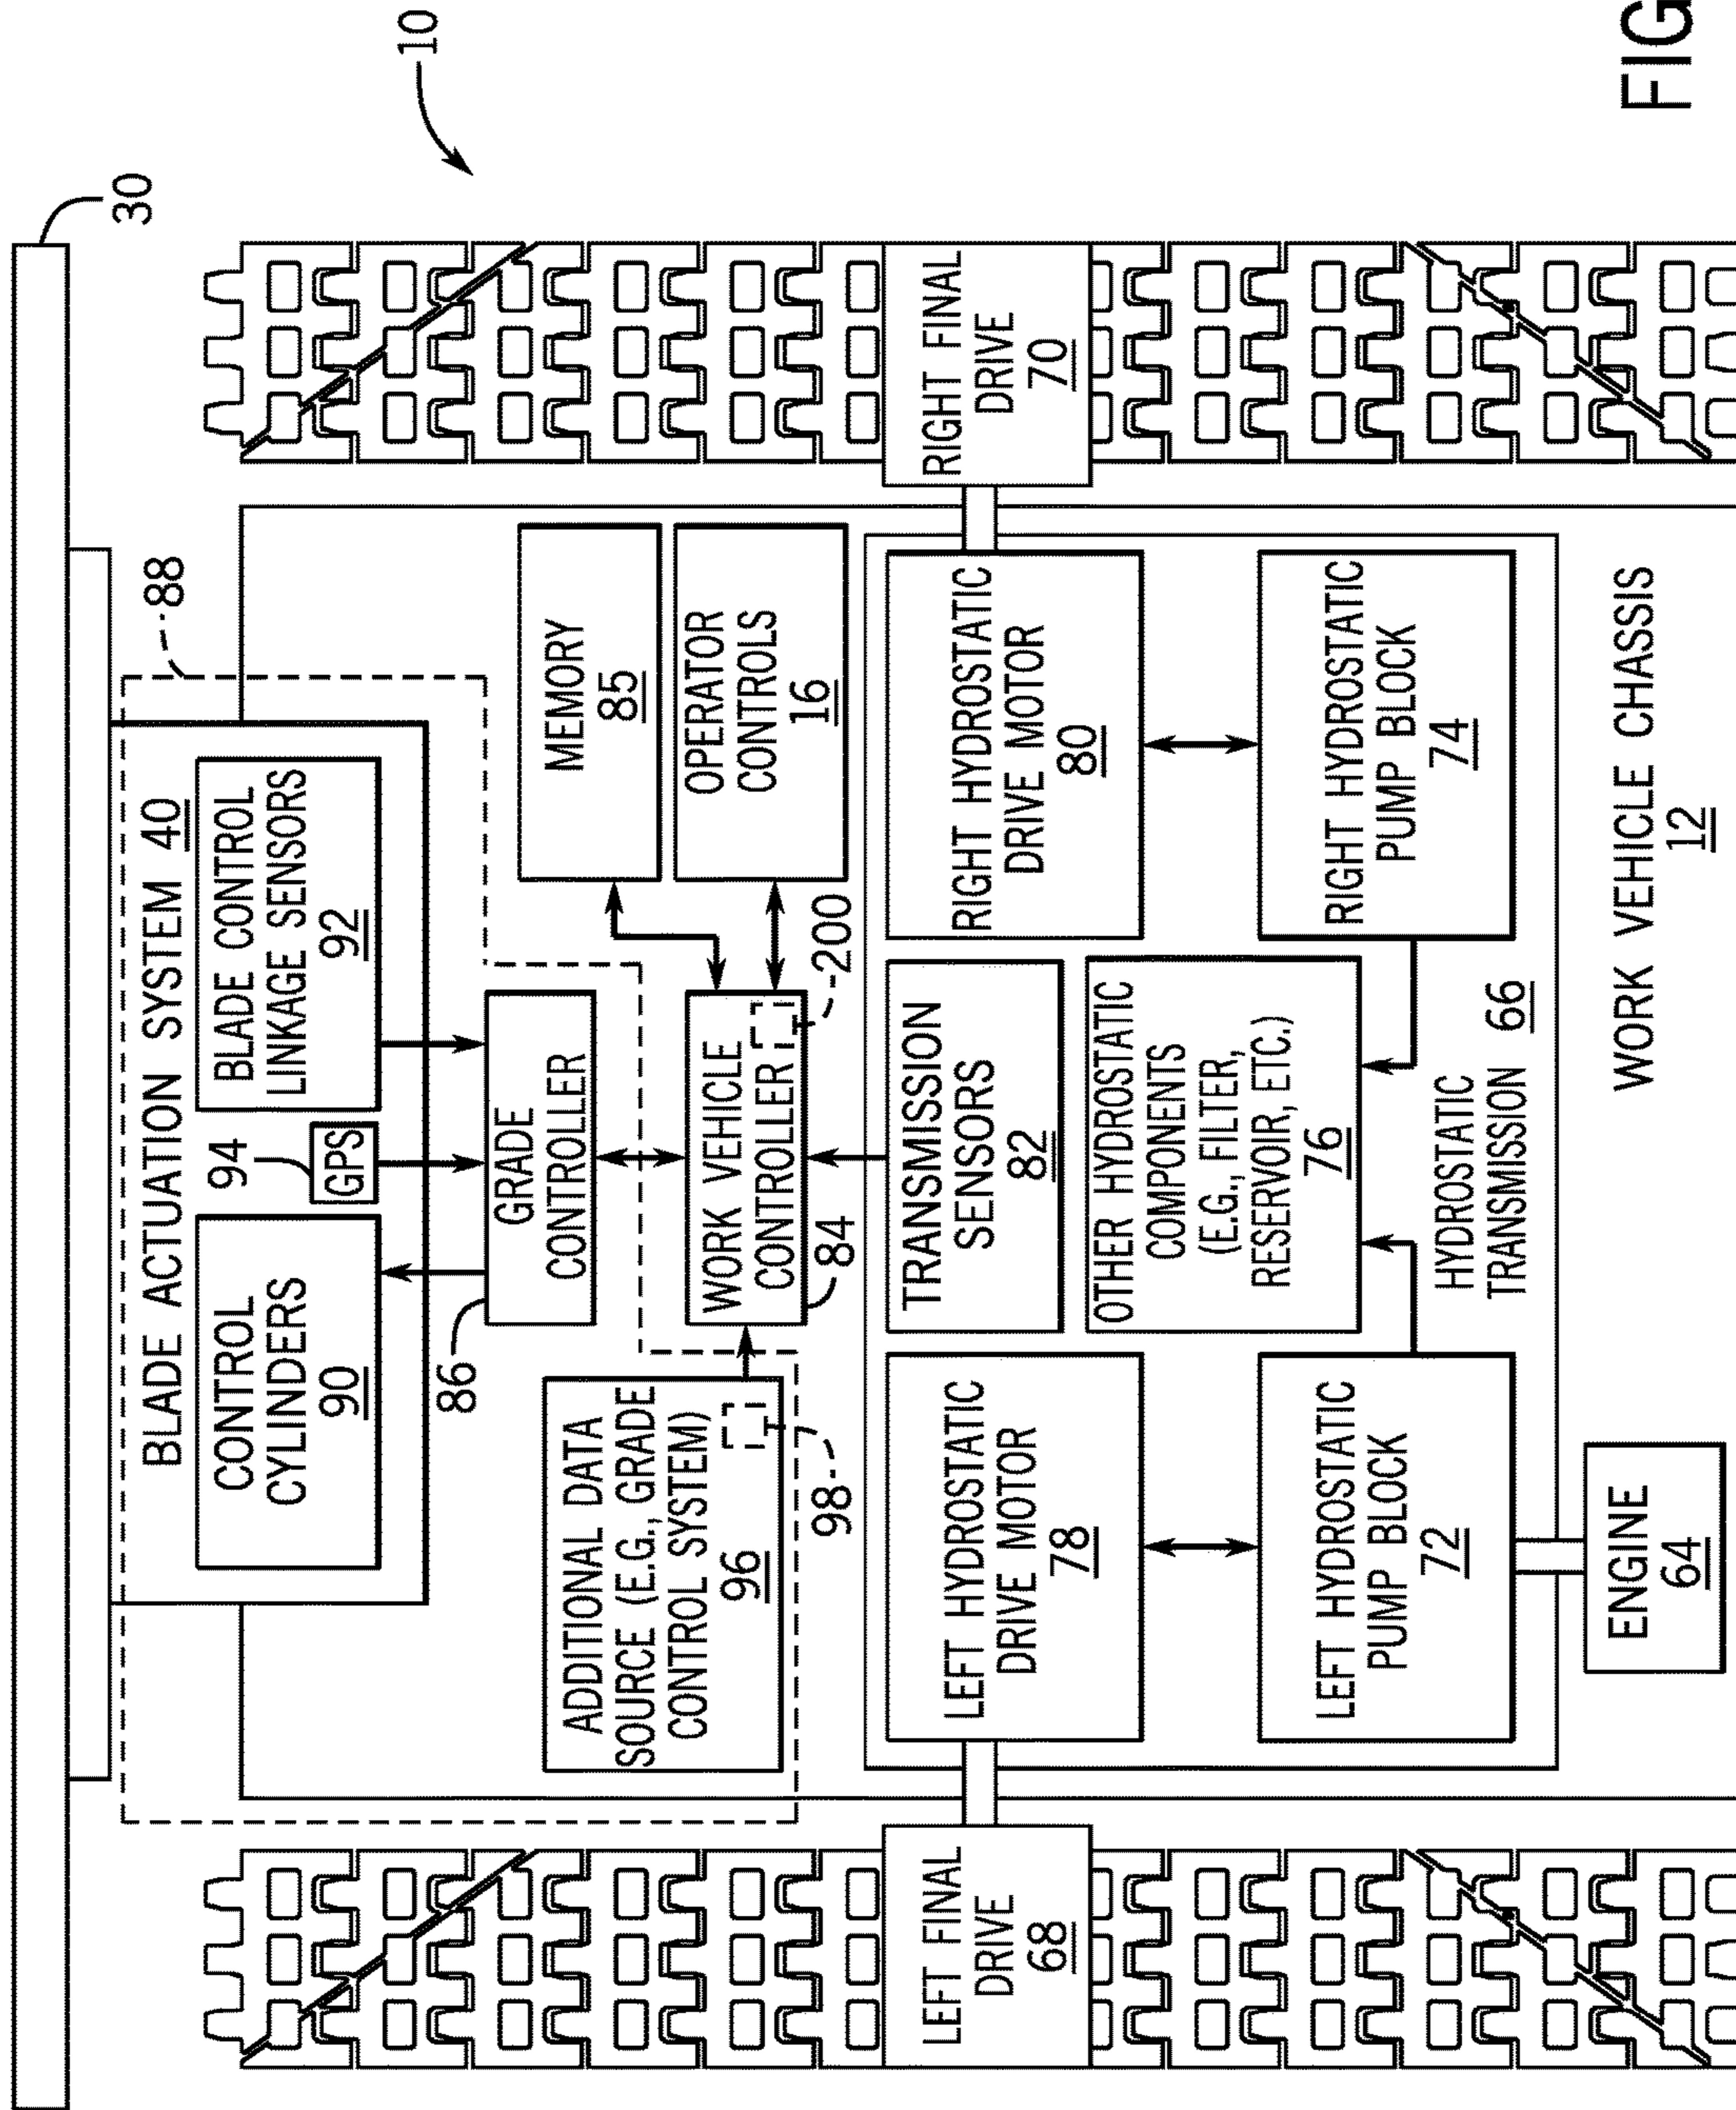 30
10
88
BLADE ACTUATION SYSTEM 40
CONTROL
CYLINDERS
90
94
GPS
BLADE CONTROL
LINKAGE SENSORS
92
86
GRADE
CONTROLLER
MEMORY
85
ADDITIONAL DATA
SOURCE (E.G., GRADE
CONTROL SYSTEM)
96
98
WORK VEHICLE
CONTROLLER
84
200
OPERATOR
CONTROLS
16
LEFT FINAL
DRIVE
68
LEFT HYDROSTATIC
DRIVE MOTOR
78
TRANSMISSION
SENSORS
82
RIGHT HYDROSTATIC
DRIVE MOTOR
80
RIGHT FINAL
DRIVE
70
OTHER HYDROSTATIC
COMPONENTS
(E.G., FILTER,
RESERVOIR, ETC.)
76
LEFT HYDROSTATIC
PUMP BLOCK
72
RIGHT HYDROSTATIC
PUMP BLOCK
74
HYDROSTATIC
TRANSMISSION 66
ENGINE
64
WORK VEHICLE CHASSIS
12
FIG